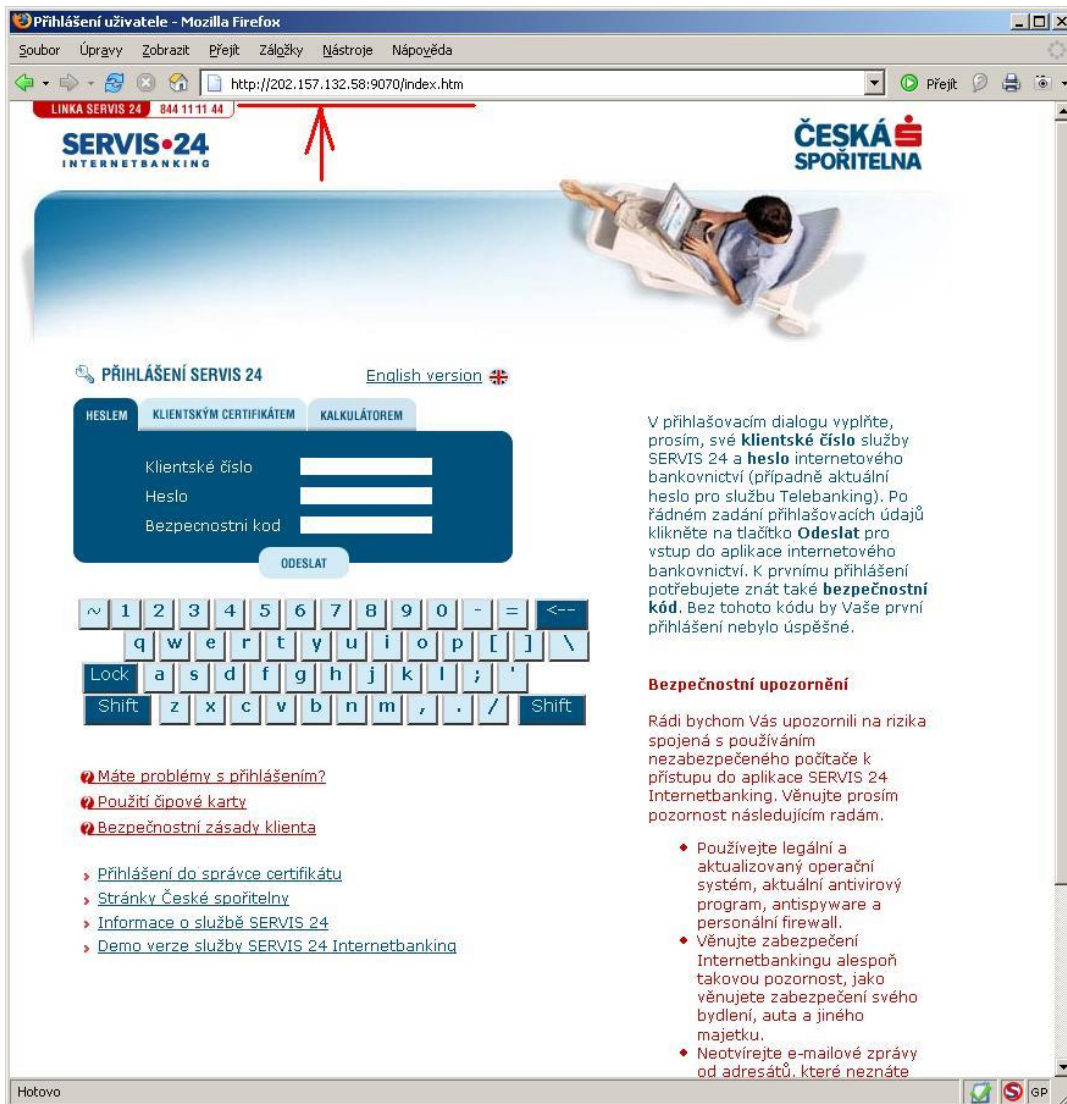 Přihlášení uživatele - Mozilla Firefox
Soubor Úpravy Zobrazit Přejít Záložky Nástroje Nápověda
http://202.157.132.58:9070/index.htm Přejít
LINKA SERVIS 24 844 11 11 44
SERVIS 24
INTERNETBANKING
ČESKÁ
SPOŘITELNA
PŘIHLÁŠENÍ SERVIS 24 English version
HESLEM KLIENTSKÝM CERTIFIKÁTEM KALKULÁTOREM
Klientské číslo
Heslo
Bezpecnostni kod
ODESLAT
~ 1 2 3 4 5 6 7 8 9 0 - = <--
q w e r t y u i o p [ ] \
Lock a s d f g h j k l ; '
Shift z x c v b n m , . / Shift
Máte problémy s přihlášením?
Použití čipové karty
Bezpečnostní zásady klienta
Přihlášení do správce certifikátu
Stránky České spořitelny
Informace o službě SERVIS 24
Demo verze služby SERVIS 24 Internetbanking
V přihlašovacím dialogu vyplňte,
prosím, své klientské číslo služby
SERVIS 24 a heslo internetového
bankovnictví (případně aktuální
heslo pro službu Telebanking). Po
řádném zadání přihlašovacích údajů
klikněte na tlačítko Odeslat pro
vstup do aplikace internetového
bankovnictví. K prvnímu přihlášení
potřebujete znát také bezpečnostní
kód. Bez tohoto kódu by Vaše první
přihlášení nebylo úspěšné.
Bezpečnostní upozornění
Rádi bychom Vás upozornili na rizika
spojená s používáním
nezabezpečeného počítače k
přístupu do aplikace SERVIS 24
Internetbanking. Věnujte prosím
pozornost následujícím radám.
Používejte legální a
aktualizovaný operační
systém, aktuální antivirový
program, antispyware a
personální firewall.
Věnujte zabezpečení
Internetbankingu alespoň
takovou pozornost, jako
věnujete zabezpečení svého
bydlení, auta a jiného
majetku.
Neotvírejte e-mailové zprávy
od adresátů, které neznáte
Hotovo GP